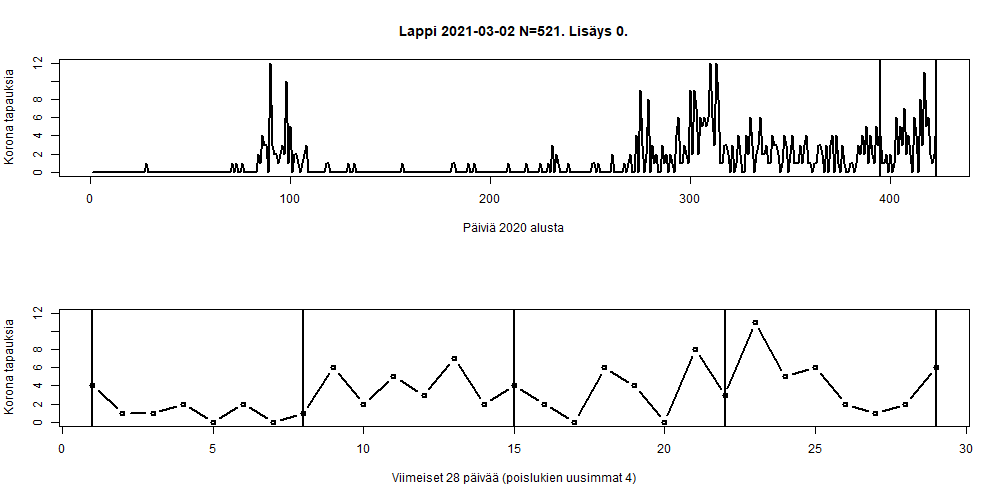 Lappi 2021-03-02 N=521. Lisäys 0.
Korona tapauksia
0 2 4 6 8 12
0 100 200 300 400
Päiviä 2020 alusta
Korona tapauksia
0 2 4 6 8 12
0 5 10 15 20 25 30
Viimeiset 28 päivää (poislukien uusimmat 4)